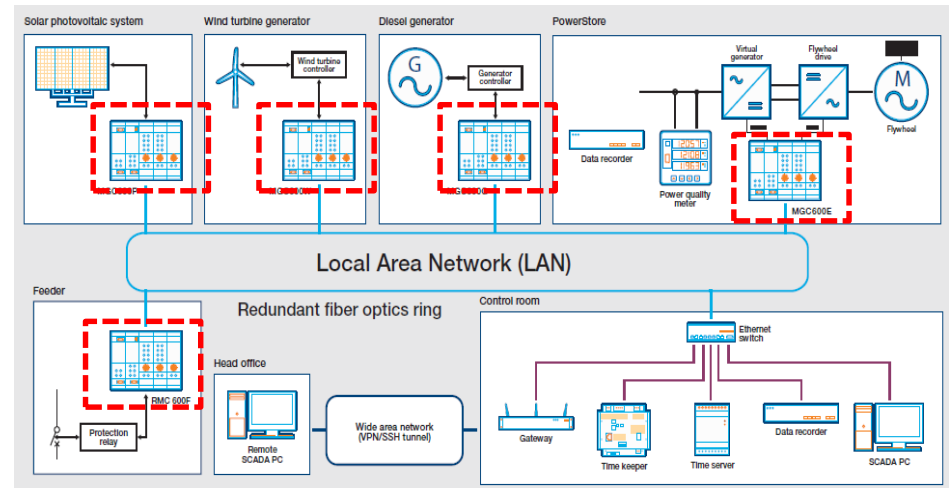 Solar photovoltaic system
Wind turbine generator
Diesel generator
PowerStore
Wind turbine
controller
G
Generator
controller
Virtual
generator
Flywheel
drive
M
Flywheel
Data recorder
Power quality
meter
MGC600E
Local Area Network (LAN)
Redundant fiber optics ring
Feeder
RMC 600F
Protection
relay
Head office
Remote
SCADA PC
Wide area network
(VPN/SSH tunnel)
Control room
Ethernet
switch
Gateway
Time keeper
Time server
Data recorder
SCADA PC